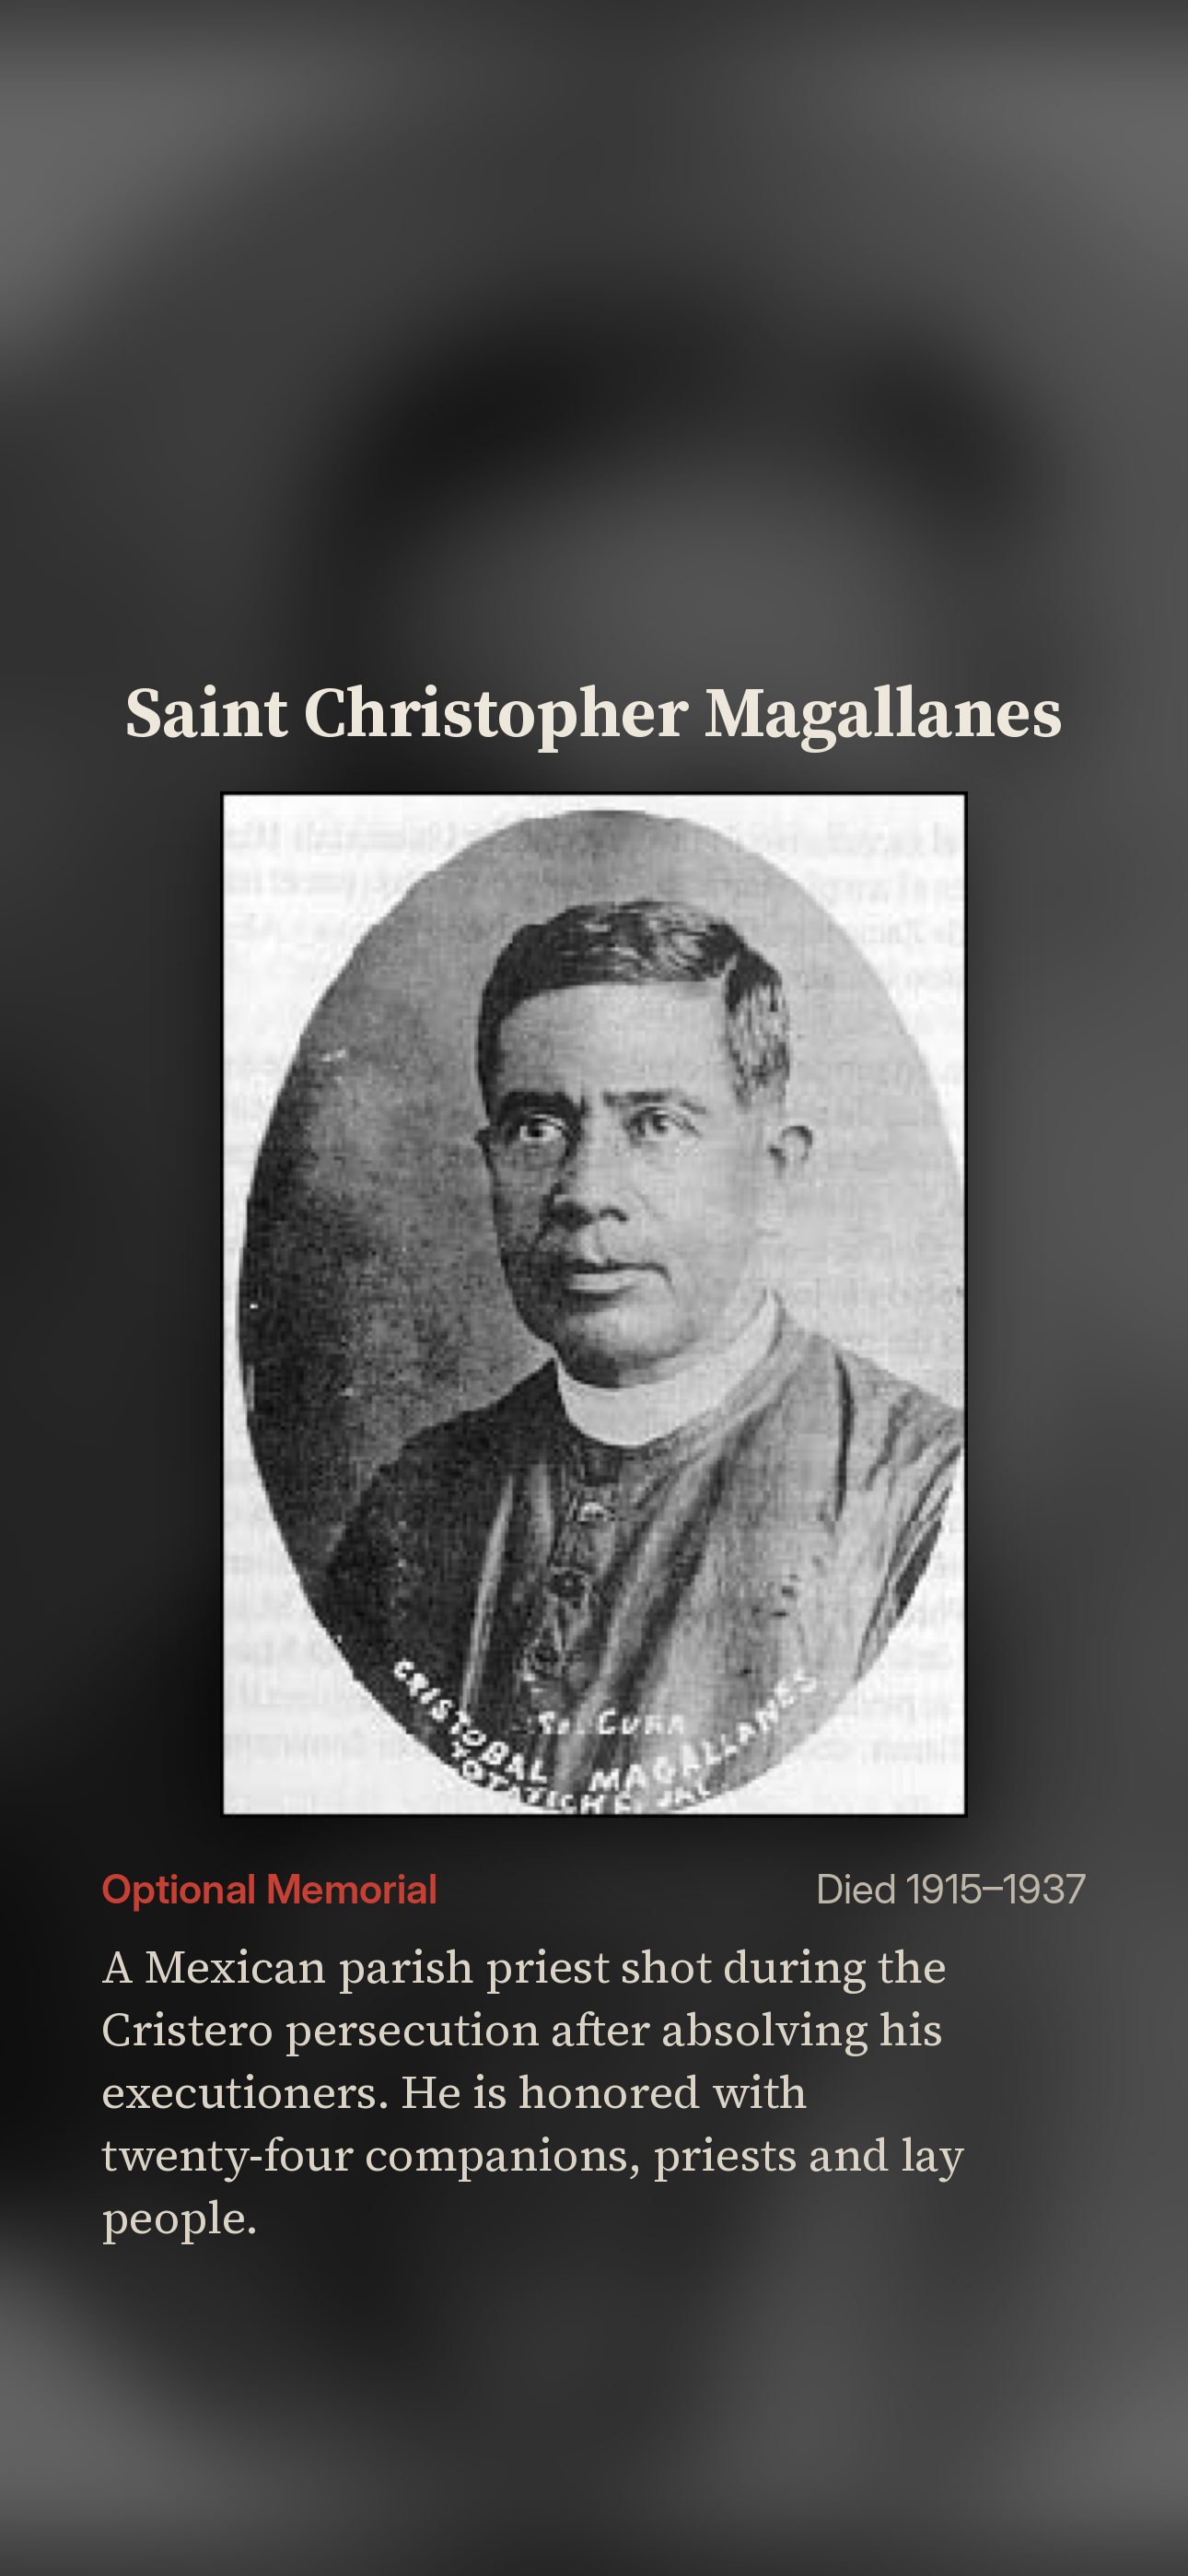 Saint Christopher Magallanes
Sr. CURA
CRISTOBAL MAGALLANES
TOTATICHE, JAL.
Optional Memorial
Died 1915–1937
A Mexican parish priest shot during the
Cristero persecution after absolving his
executioners. He is honored with
twenty-four companions, priests and lay
people.